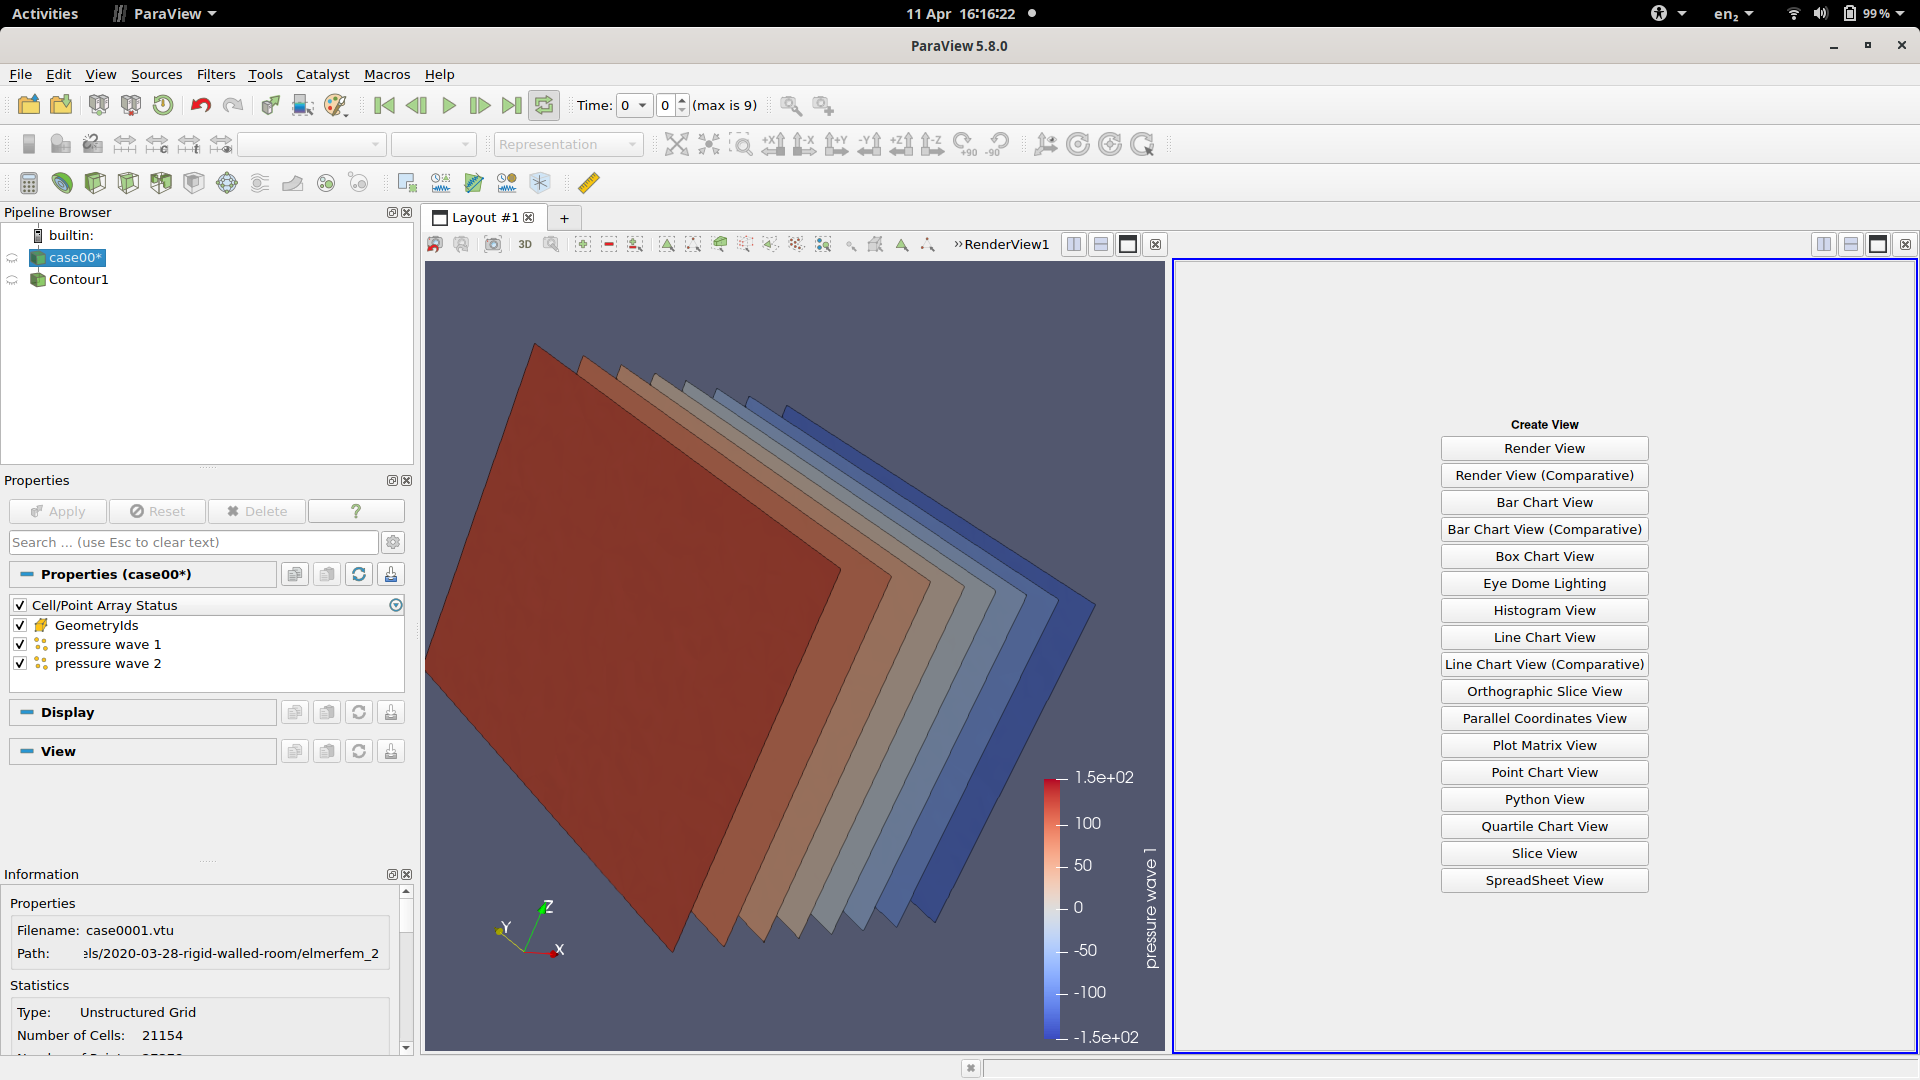 Activities ParaView 11 Apr 16:16:22 en₂ 99 %
ParaView 5.8.0
File Edit View Sources Filters Tools Catalyst Macros Help
Time: 0 0 (max is 9)
Representation +X -X +Y -Y +Z -Z +90 -90
Pipeline Browser
builtin:
case00*
Contour1
Properties
Apply Reset Delete ?
Search ... (use Esc to clear text)
Properties (case00*)
Cell/Point Array Status
GeometryIds
pressure wave 1
pressure wave 2
Display
View
Information
Properties
Filename: case0001.vtu
Path: els/2020-03-28-rigid-walled-room/elmerfem_2
Statistics
Type: Unstructured Grid
Number of Cells: 21154
Layout #1 +
3D RenderView1
1.5e+02
100
50
0
-50
-100
-1.5e+02
pressure wave 1
Z
Y
X
Create View
Render View
Render View (Comparative)
Bar Chart View
Bar Chart View (Comparative)
Box Chart View
Eye Dome Lighting
Histogram View
Line Chart View
Line Chart View (Comparative)
Orthographic Slice View
Parallel Coordinates View
Plot Matrix View
Point Chart View
Python View
Quartile Chart View
Slice View
SpreadSheet View